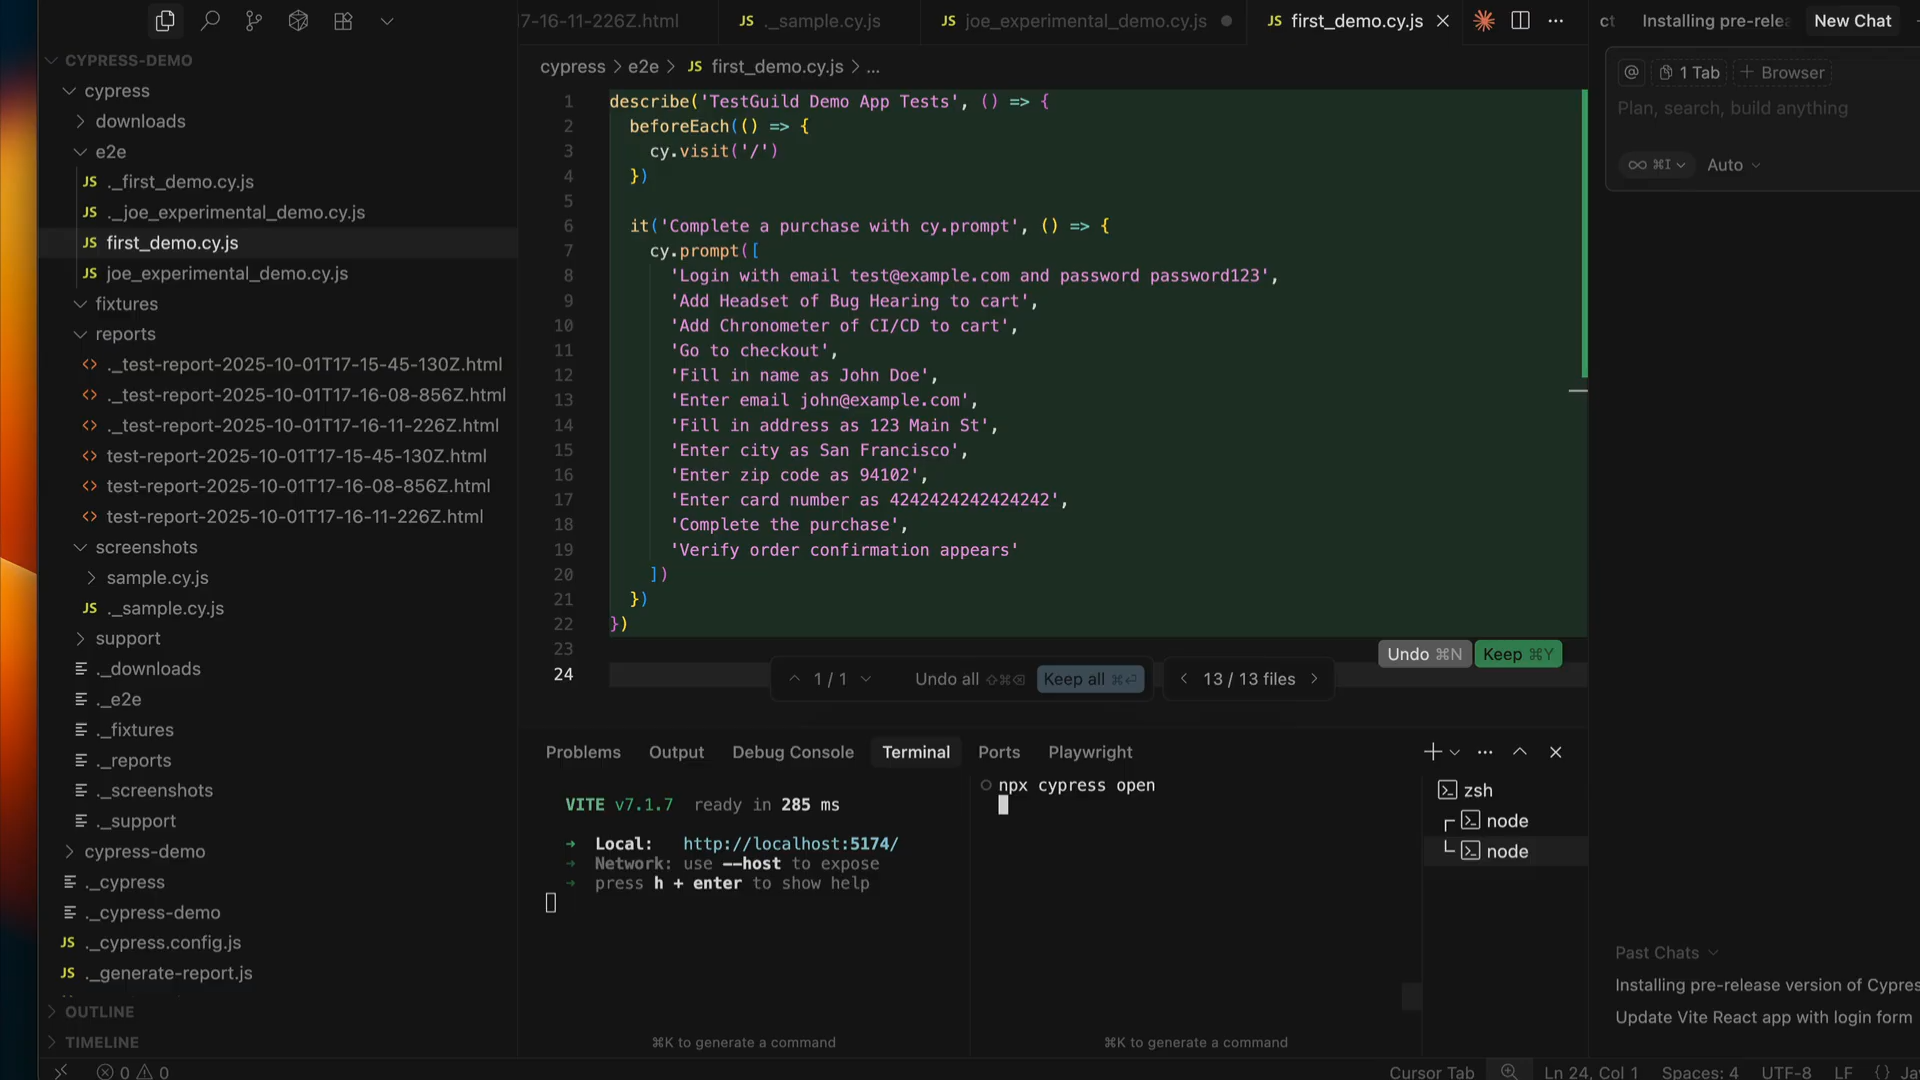 7-16-11-226Z.html
JS ._sample.cy.js
JS joe_experimental_demo.cy.js
JS first_demo.cy.js
ct
Installing pre-relea
New Chat
CYPRESS-DEMO
cypress
downloads
e2e
JS ._first_demo.cy.js
JS ._joe_experimental_demo.cy.js
JS first_demo.cy.js
JS joe_experimental_demo.cy.js
fixtures
reports
<> ._test-report-2025-10-01T17-15-45-130Z.html
<> ._test-report-2025-10-01T17-16-08-856Z.html
<> ._test-report-2025-10-01T17-16-11-226Z.html
<> test-report-2025-10-01T17-15-45-130Z.html
<> test-report-2025-10-01T17-16-08-856Z.html
<> test-report-2025-10-01T17-16-11-226Z.html
screenshots
sample.cy.js
JS ._sample.cy.js
support
._downloads
._e2e
._fixtures
._reports
._screenshots
._support
cypress-demo
._cypress
._cypress-demo
JS ._cypress.config.js
JS ._generate-report.js
OUTLINE
TIMELINE
cypress > e2e > JS first_demo.cy.js > ...
1 describe('TestGuild Demo App Tests', () => {
2 beforeEach(() => {
3 cy.visit('/')
4 })
5
6 it('Complete a purchase with cy.prompt', () => {
7 cy.prompt([
8 'Login with email test@example.com and password password123',
9 'Add Headset of Bug Hearing to cart',
10 'Add Chronometer of CI/CD to cart',
11 'Go to checkout',
12 'Fill in name as John Doe',
13 'Enter email john@example.com',
14 'Fill in address as 123 Main St',
15 'Enter city as San Francisco',
16 'Enter zip code as 94102',
17 'Enter card number as 4242424242424242',
18 'Complete the purchase',
19 'Verify order confirmation appears'
20 ])
21 })
22 })
23
24
Undo ⌘N
Keep ⌘Y
1 / 1
Undo all ⇧⌘⌫
Keep all ⌘⏎
< 13 / 13 files >
Problems Output Debug Console Terminal Ports Playwright
VITE v7.1.7 ready in 285 ms
➜ Local: http://localhost:5174/
➜ Network: use --host to expose
➜ press h + enter to show help
⌘K to generate a command
npx cypress open
⌘K to generate a command
zsh
node
node
@ 1 Tab + Browser
Plan, search, build anything
∞ ⌘I
Auto
Past Chats
Installing pre-release version of Cypres
Update Vite React app with login form
0 0
Cursor Tab
Ln 24, Col 1
Spaces: 4
UTF-8
LF
{} Ja